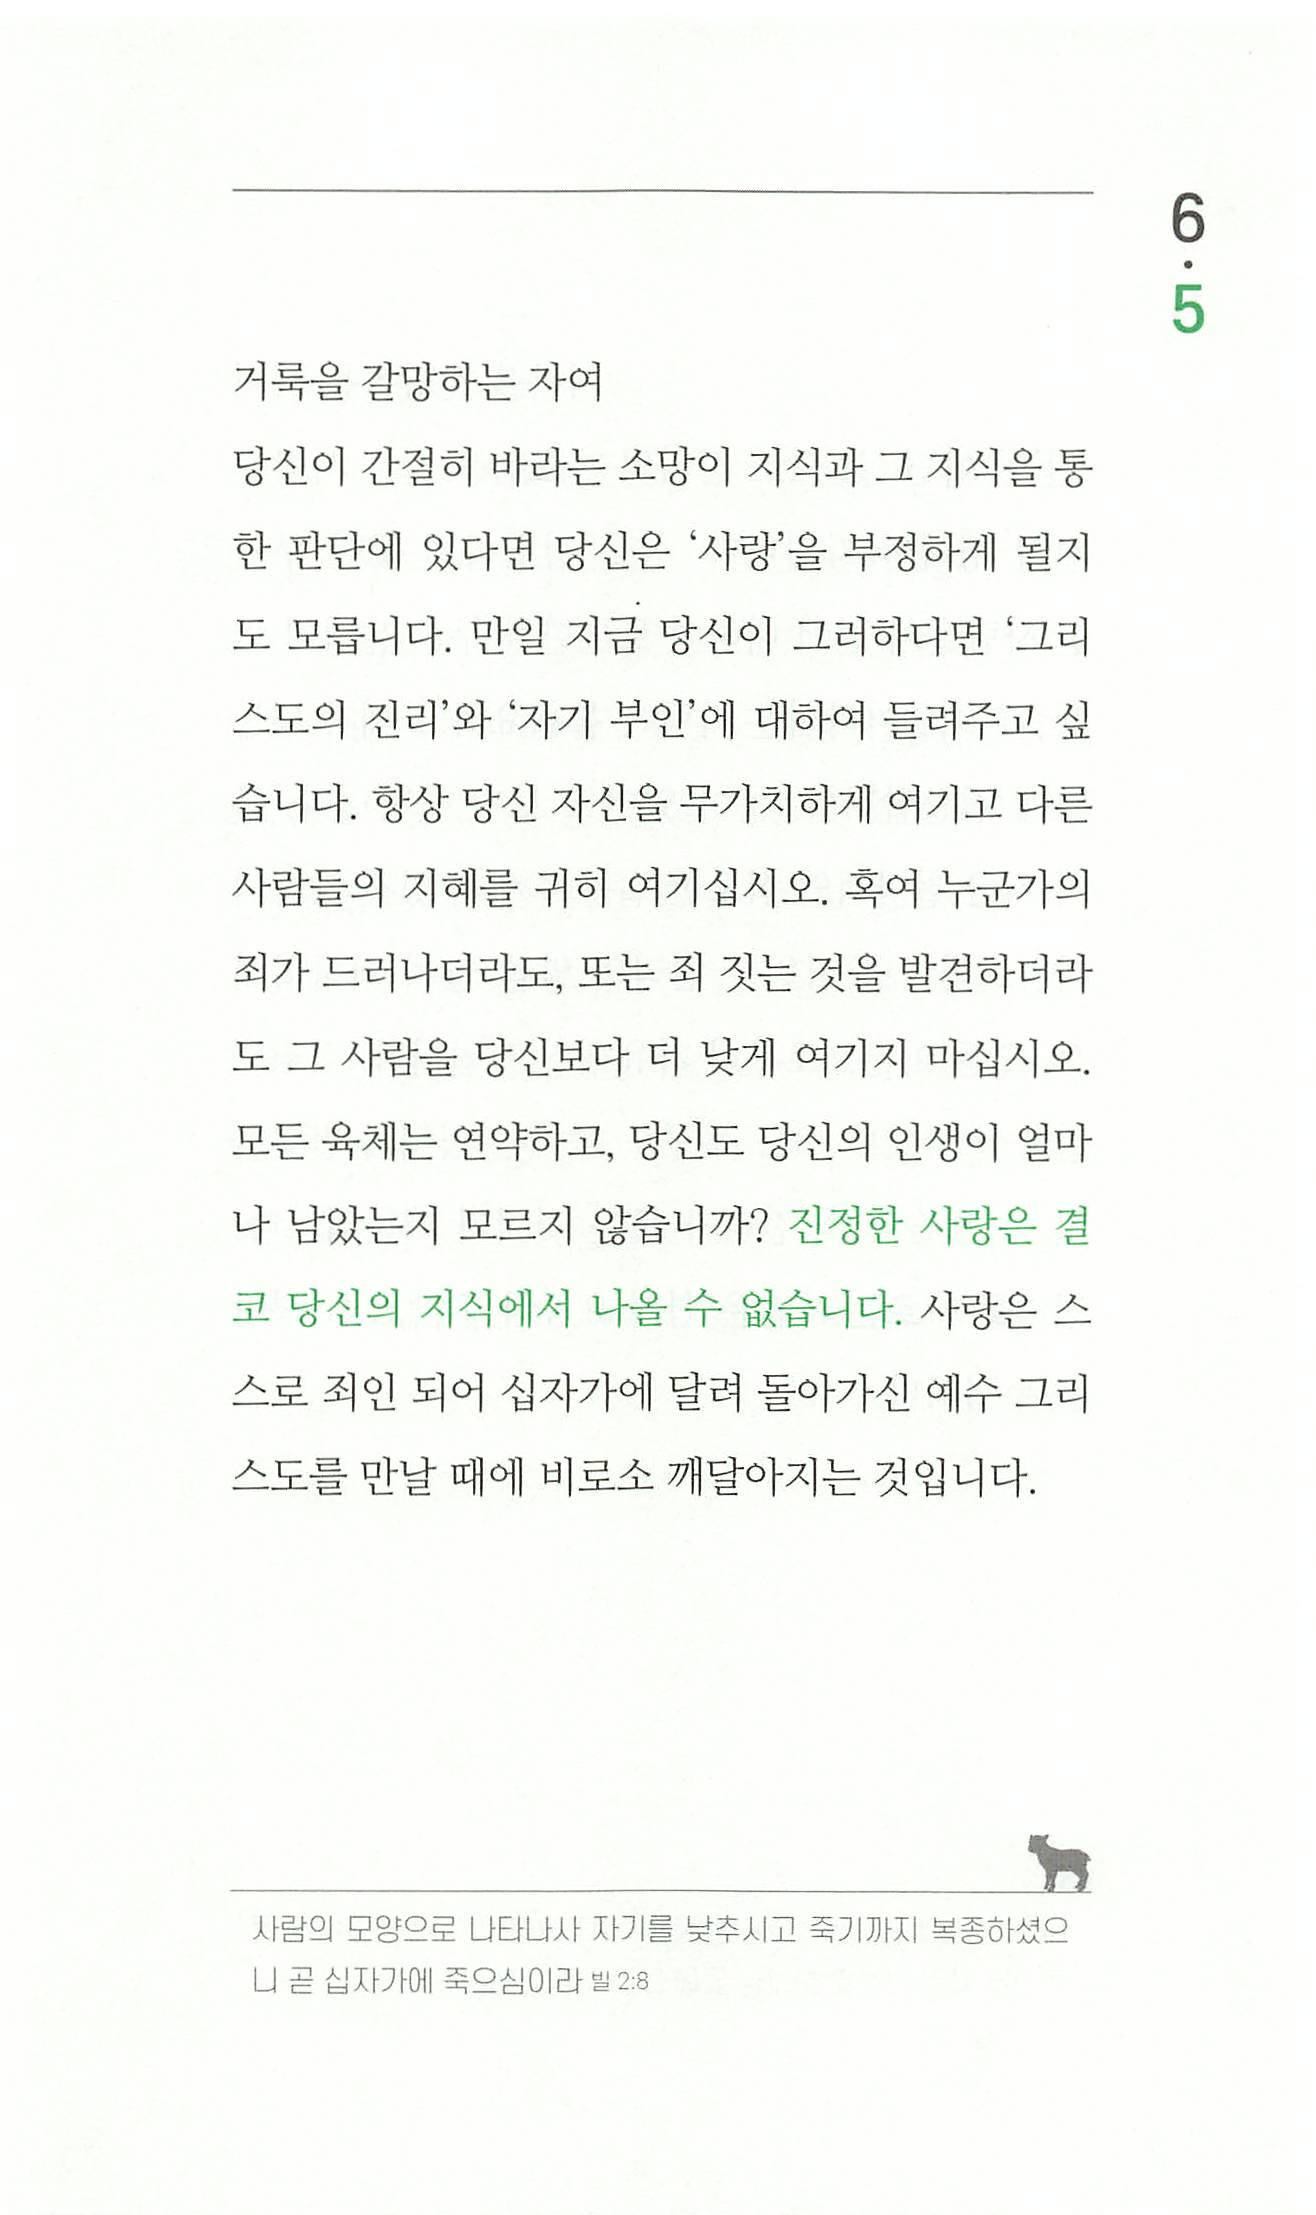 6
·
5
거룩을 갈망하는 자여
당신이 간절히 바라는 소망이 지식과 그 지식을 통
한 판단에 있다면 당신은 ‘사랑’을 부정하게 될지
도 모릅니다. 만일 지금 당신이 그러하다면 ‘그리
스도의 진리’와 ‘자기 부인’에 대하여 들려주고 싶
습니다. 항상 당신 자신을 무가치하게 여기고 다른
사람들의 지혜를 귀히 여기십시오. 혹여 누군가의
죄가 드러나더라도, 또는 죄 짓는 것을 발견하더라
도 그 사람을 당신보다 더 낮게 여기지 마십시오.
모든 육체는 연약하고, 당신도 당신의 인생이 얼마
나 남았는지 모르지 않습니까? 진정한 사랑은 결
코 당신의 지식에서 나올 수 없습니다. 사랑은 스
스로 죄인 되어 십자가에 달려 돌아가신 예수 그리
스도를 만날 때에 비로소 깨달아지는 것입니다.
사람의 모양으로 나타나사 자기를 낮추시고 죽기까지 복종하셨으
니 곧 십자가에 죽으심이라 빌 2:8